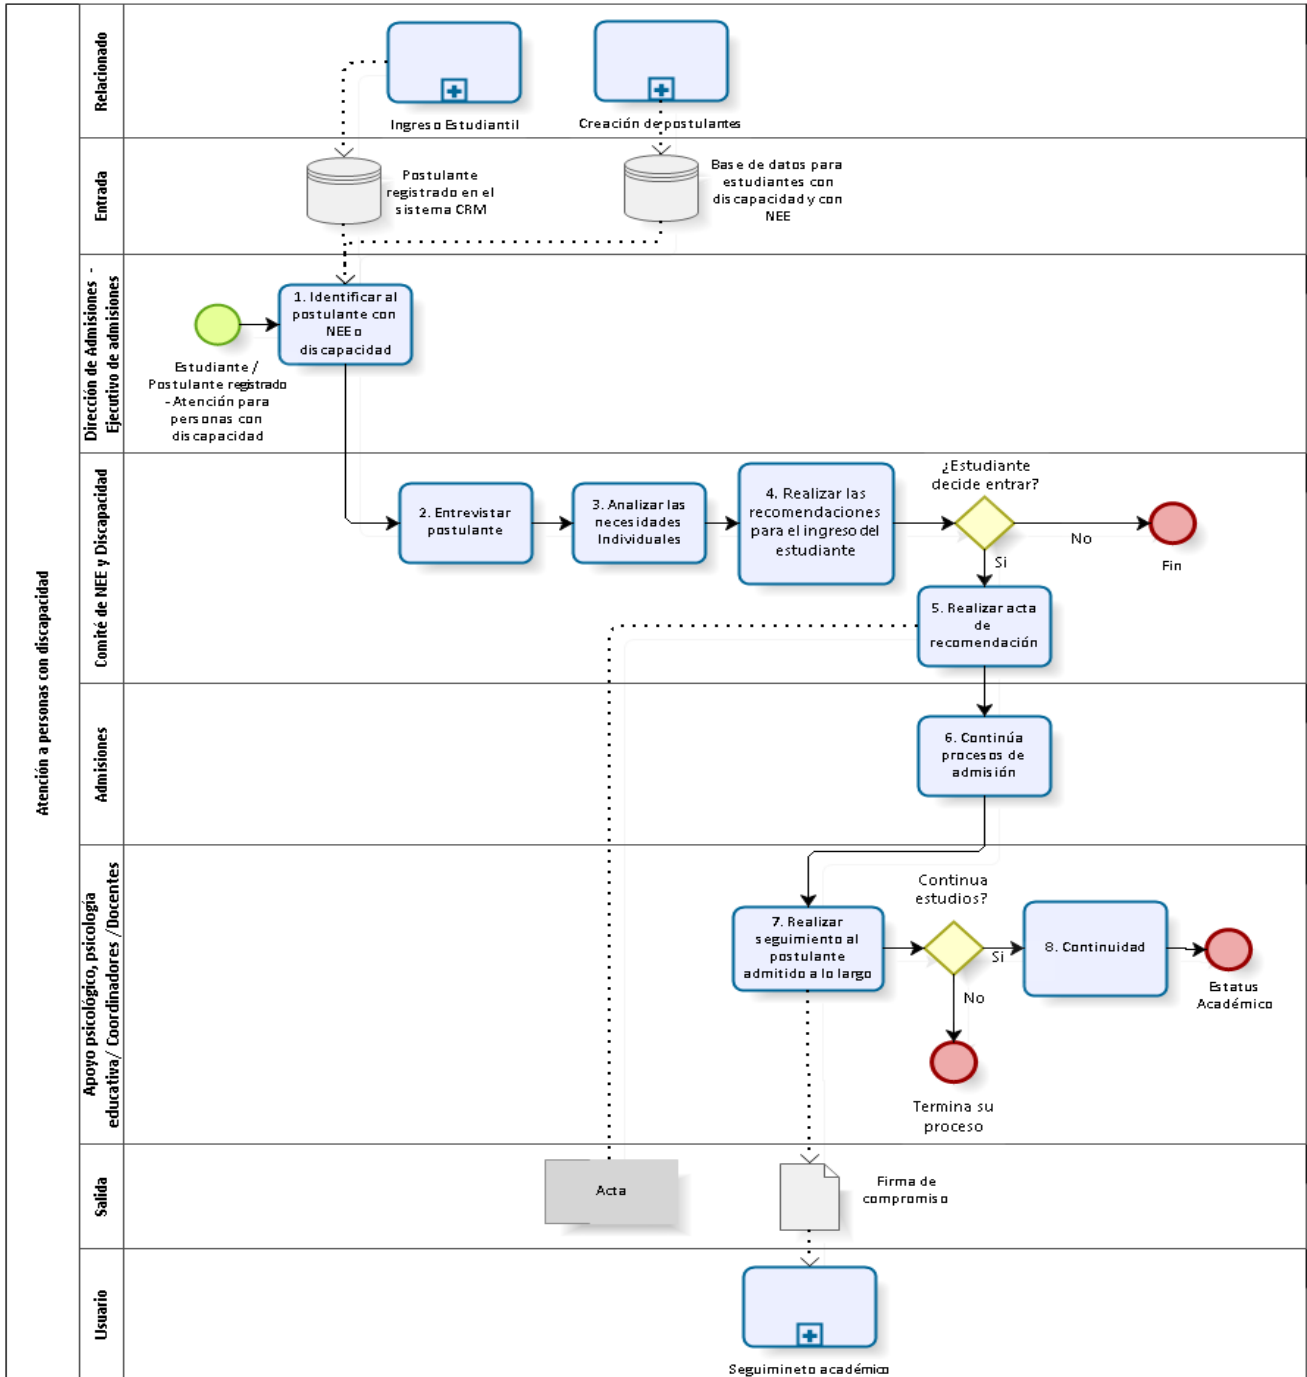 Atención a personas con discapacidad
Relacionado
Ingreso Estudiantil
Creación de postulantes
Entrada
Postulante
registrado en el
sistema CRM
Base de datos para
estudiantes con
discapacidad y con
NEE
Dirección de Admisiones -
Ejecutivo de admisiones
1. Identificar al
postulante con
NEE o
discapacidad
Estudiante /
Postulante registrado
- Atención para
personas con
discapacidad
Comité de NEE y Discapacidad
2. Entrevistar
postulante
3. Analizar las
necesidades
Individuales
4. Realizar las
recomendaciones
para el ingreso del
estudiante
¿Estudiante
decide entrar?
No
Fin
Si
5. Realizar acta
de
recomendación
Admisiones
6. Continúa
procesos de
admisión
Apoyo psicológico, psicología
educativa/ Coordinadores /Docentes
7. Realizar
seguimiento al
postulante
admitido a lo largo
Continua
estudios?
Si
8. Continuidad
Estatus
Académico
No
Termina su
proceso
Salida
Acta
Firma de
compromiso
Usuario
Seguimineto académico